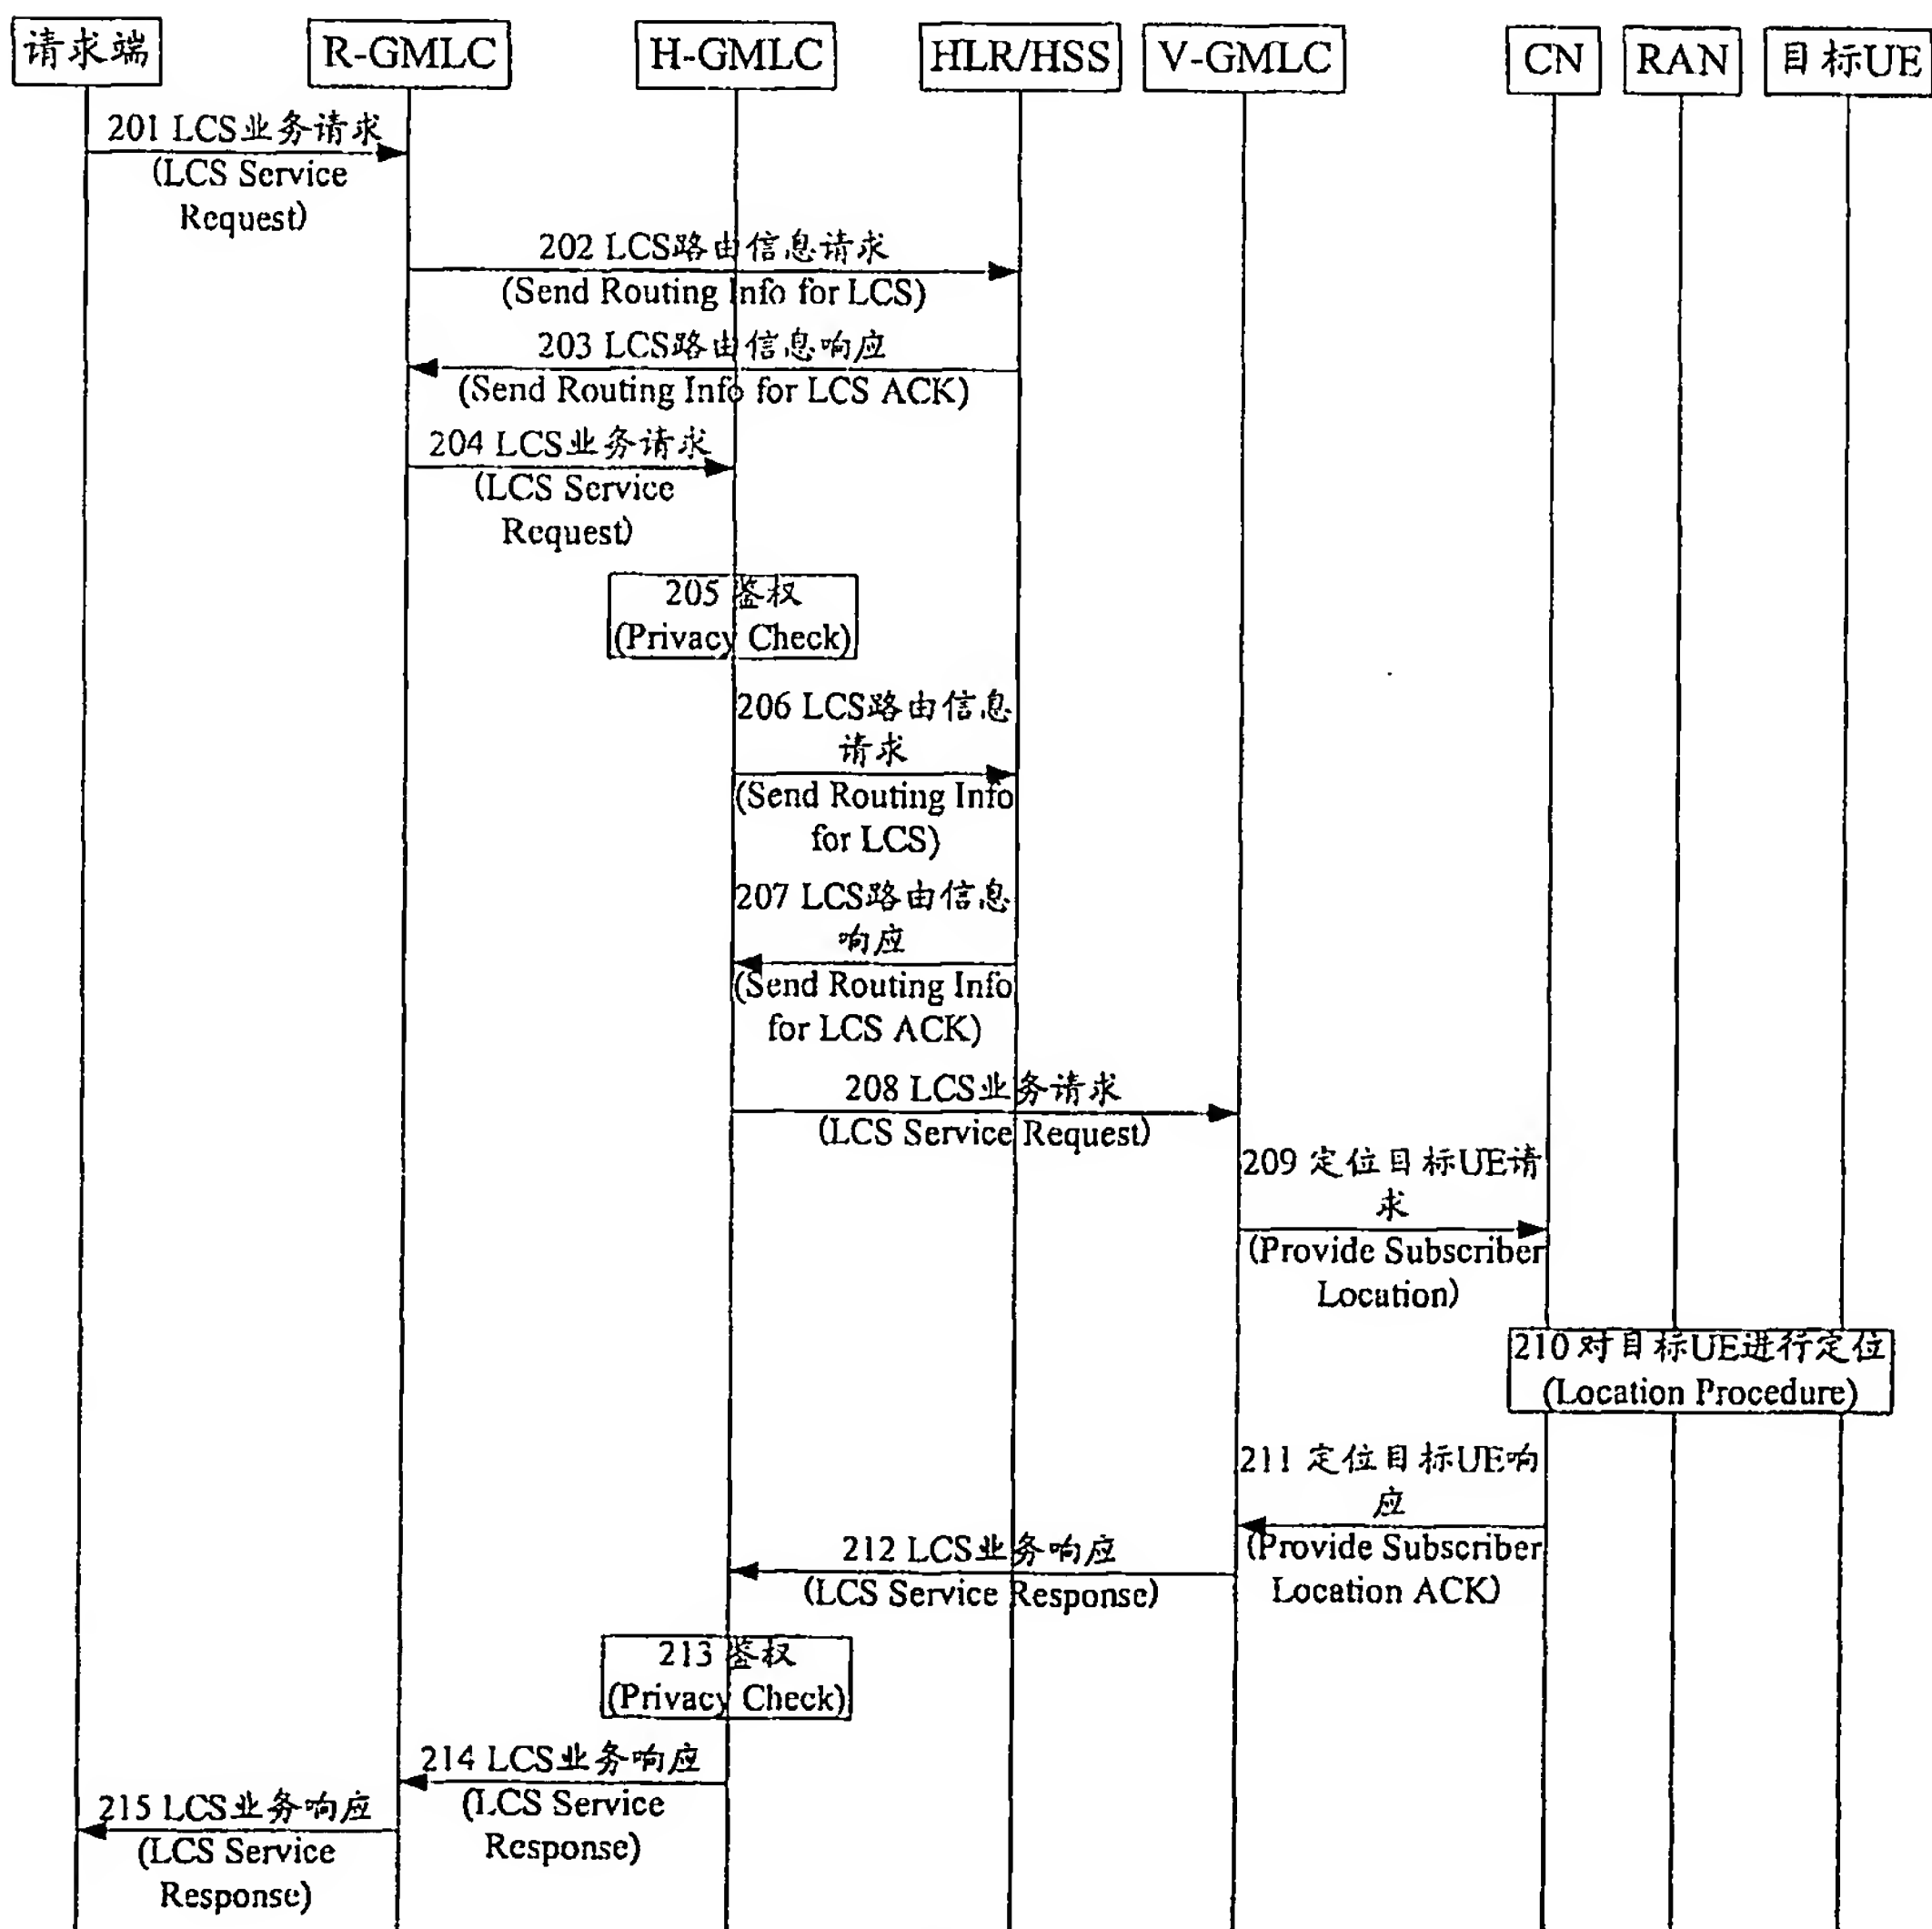 请求端
R-GMLC
H-GMLC
HLR/HSS
V-GMLC
CN
RAN
目标UE
201 LCS业务请求
(LCS Service
Request)
202 LCS路由信息请求
(Send Routing Info for LCS)
203 LCS路由信息响应
(Send Routing Info for LCS ACK)
204 LCS业务请求
(LCS Service
Request)
205 鉴权
(Privacy Check)
206 LCS路由信息
请求
(Send Routing Info
for LCS)
207 LCS路由信息
响应
(Send Routing Info
for LCS ACK)
208 LCS业务请求
(LCS Service Request)
209 定位目标UE请
求
(Provide Subscriber
Location)
210 对目标UE进行定位
(Location Procedure)
211 定位目标UE响
应
(Provide Subscriber
Location ACK)
212 LCS业务响应
(LCS Service Response)
213 鉴权
(Privacy Check)
214 LCS业务响应
(LCS Service
Response)
215 LCS业务响应
(LCS Service
Response)